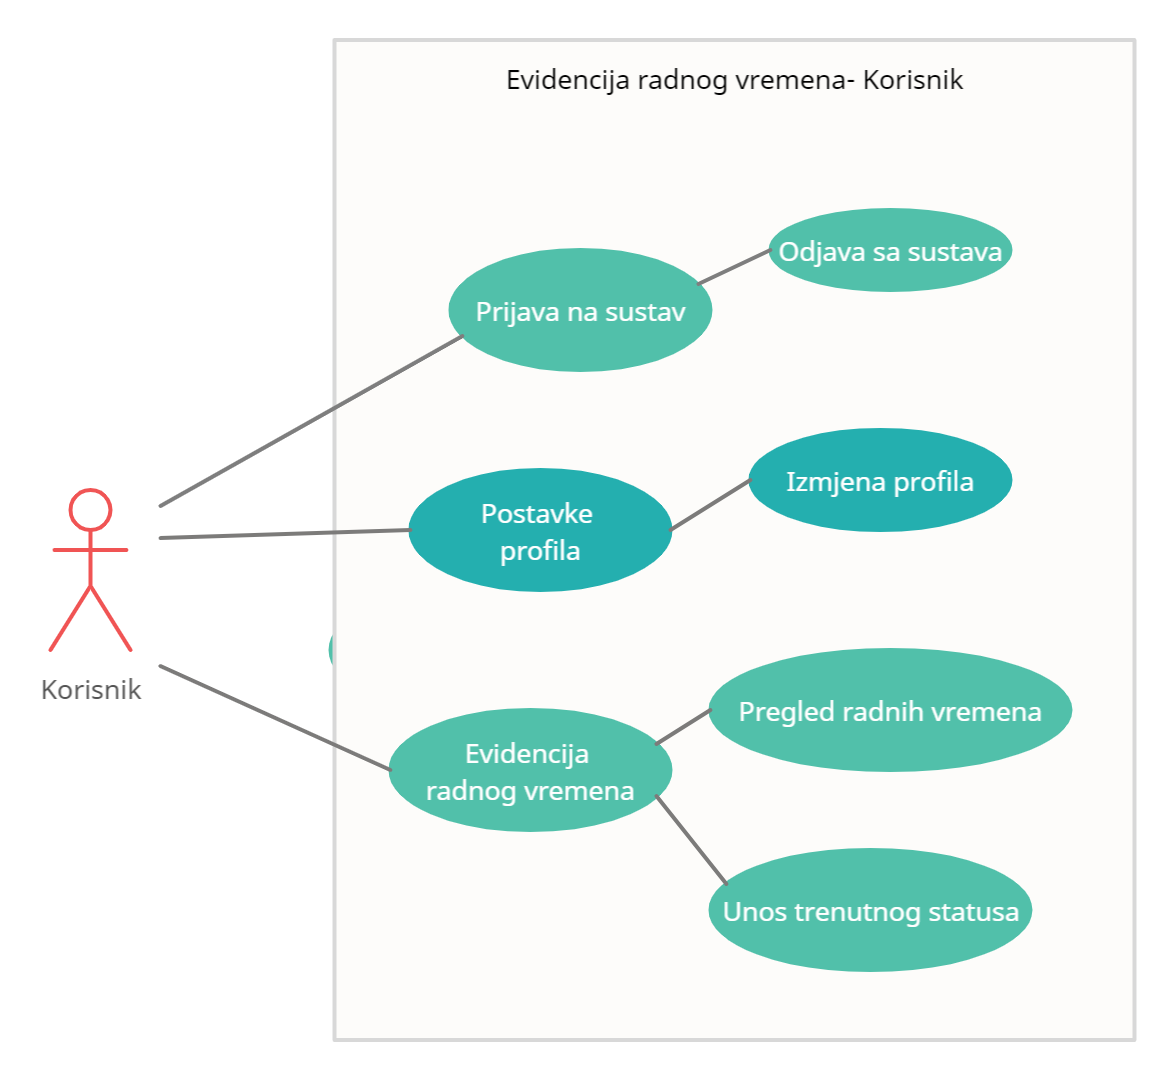 Evidencija radnog vremena- Korisnik
Odjava sa sustava
Prijava na sustav
Izmjena profila
Postavke
profila
Korisnik
Pregled radnih vremena
Evidencija
radnog vremena
Unos trenutnog statusa